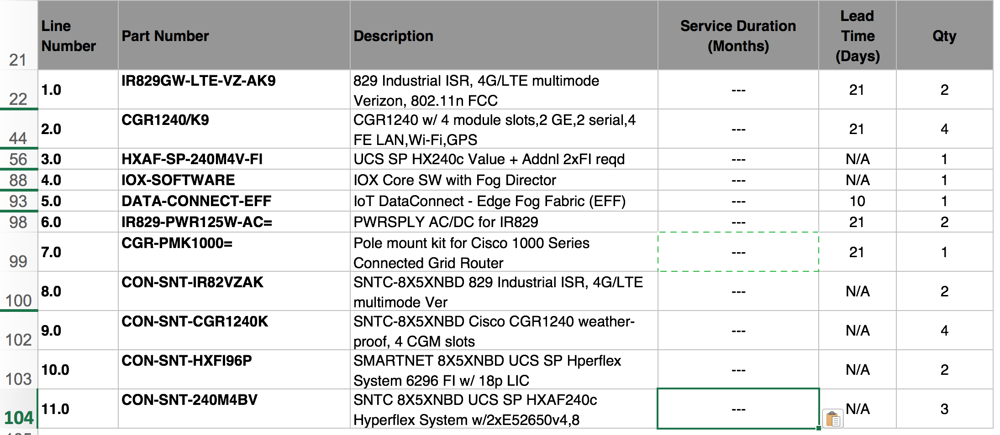 21 Line Number Part Number Description Service Duration (Months) Lead Time (Days) Qty
22 1.0 IR829GW-LTE-VZ-AK9 829 Industrial ISR, 4G/LTE multimode Verizon, 802.11n FCC --- 21 2
44 2.0 CGR1240/K9 CGR1240 w/ 4 module slots,2 GE,2 serial,4 FE LAN,Wi-Fi,GPS --- 21 4
56 3.0 HXAF-SP-240M4V-FI UCS SP HX240c Value + Addnl 2xFI reqd --- N/A 1
88 4.0 IOX-SOFTWARE IOX Core SW with Fog Director --- N/A 1
93 5.0 DATA-CONNECT-EFF IoT DataConnect - Edge Fog Fabric (EFF) --- 10 1
98 6.0 IR829-PWR125W-AC= PWRSPLY AC/DC for IR829 --- 21 2
99 7.0 CGR-PMK1000= Pole mount kit for Cisco 1000 Series Connected Grid Router --- 21 1
100 8.0 CON-SNT-IR82VZAK SNTC-8X5XNBD 829 Industrial ISR, 4G/LTE multimode Ver --- N/A 2
102 9.0 CON-SNT-CGR1240K SNTC-8X5XNBD Cisco CGR1240 weather-proof, 4 CGM slots --- N/A 4
103 10.0 CON-SNT-HXFI96P SMARTNET 8X5XNBD UCS SP Hperflex System 6296 FI w/ 18p LIC --- N/A 2
104 11.0 CON-SNT-240M4BV SNTC 8X5XNBD UCS SP HXAF240c Hyperflex System w/2xE52650v4,8 --- N/A 3